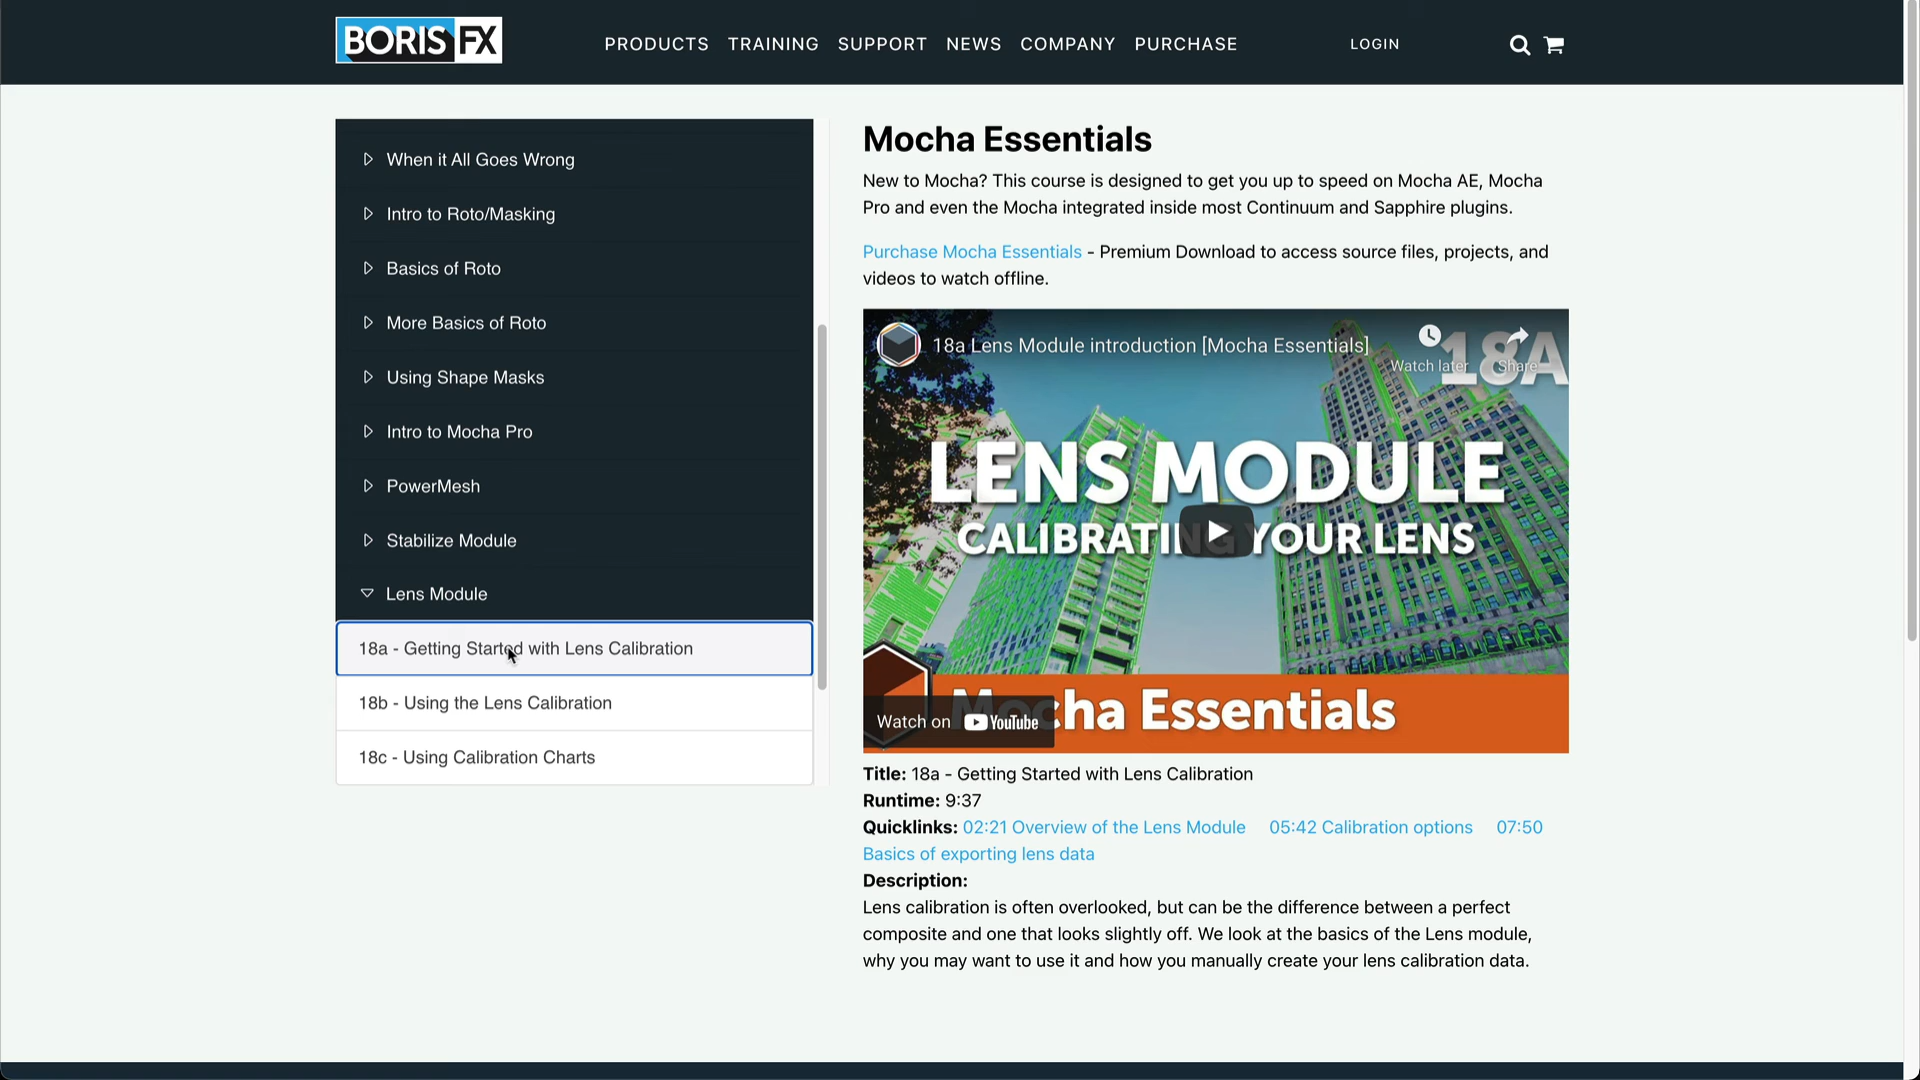 BORIS FX
PRODUCTS TRAINING SUPPORT NEWS COMPANY PURCHASE
LOGIN
When it All Goes Wrong
Intro to Roto/Masking
Basics of Roto
More Basics of Roto
Using Shape Masks
Intro to Mocha Pro
PowerMesh
Stabilize Module
Lens Module
18a - Getting Started with Lens Calibration
18b - Using the Lens Calibration
18c - Using Calibration Charts
Mocha Essentials
New to Mocha? This course is designed to get you up to speed on Mocha AE, Mocha
Pro and even the Mocha integrated inside most Continuum and Sapphire plugins.
Purchase Mocha Essentials - Premium Download to access source files, projects, and
videos to watch offline.
18a Lens Module introduction [Mocha Essentials]
Watch later
Share
18A
LENS MODULE
CALIBRATING YOUR LENS
Watch on YouTube
Mocha Essentials
Title: 18a - Getting Started with Lens Calibration
Runtime: 9:37
Quicklinks: 02:21 Overview of the Lens Module 05:42 Calibration options 07:50
Basics of exporting lens data
Description:
Lens calibration is often overlooked, but can be the difference between a perfect
composite and one that looks slightly off. We look at the basics of the Lens module,
why you may want to use it and how you manually create your lens calibration data.